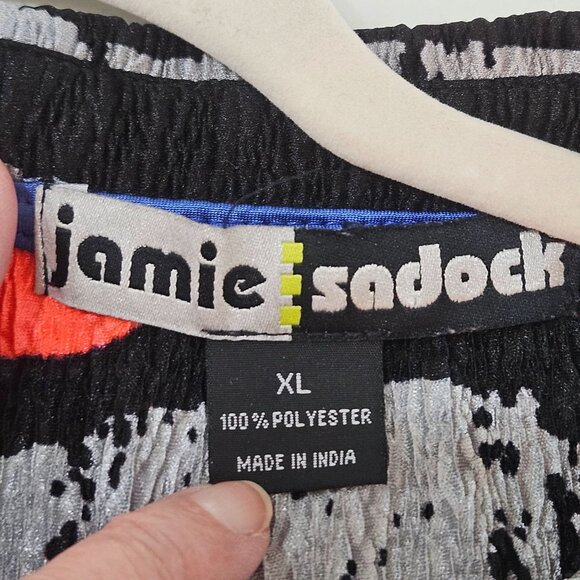 jamie sadock
XL
100% POLYESTER
MADE IN INDIA